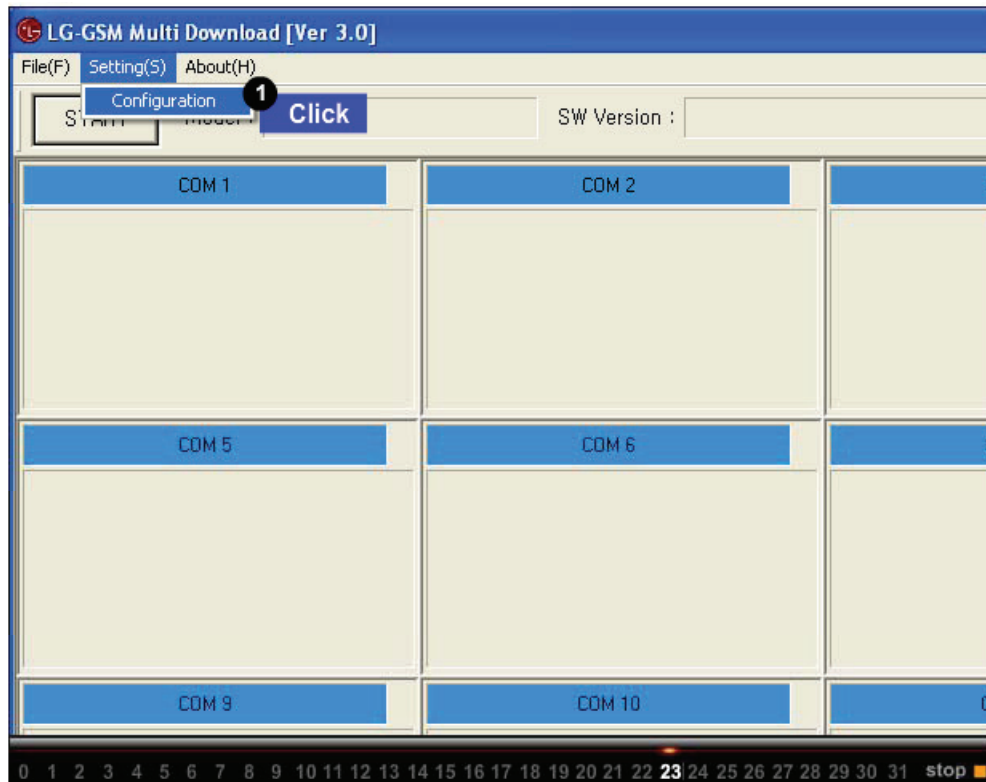 LG-GSM Multi Download [Ver 3.0]
File(F) Setting(S) About(H)
Configuration 1 Click
SW Version :
COM 1 COM 2
COM 5 COM 6
COM 9 COM 10
0 1 2 3 4 5 6 7 8 9 10 11 12 13 14 15 16 17 18 19 20 21 22 23 24 25 26 27 28 29 30 31 stop